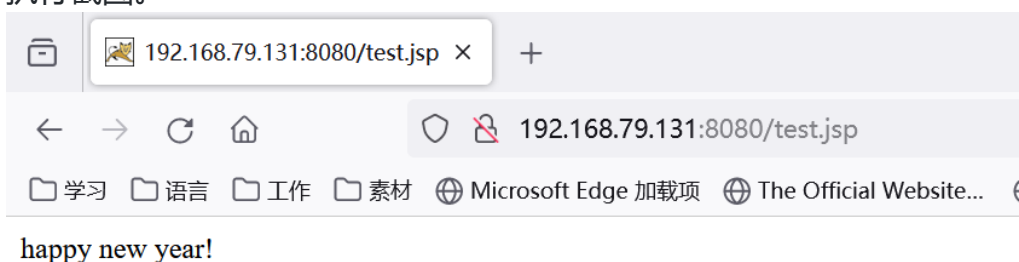 执行截图。
192.168.79.131:8080/test.jsp
192.168.79.131:8080/test.jsp
学习 语言 工作 素材 Microsoft Edge 加载项 The Official Website...
happy new year!